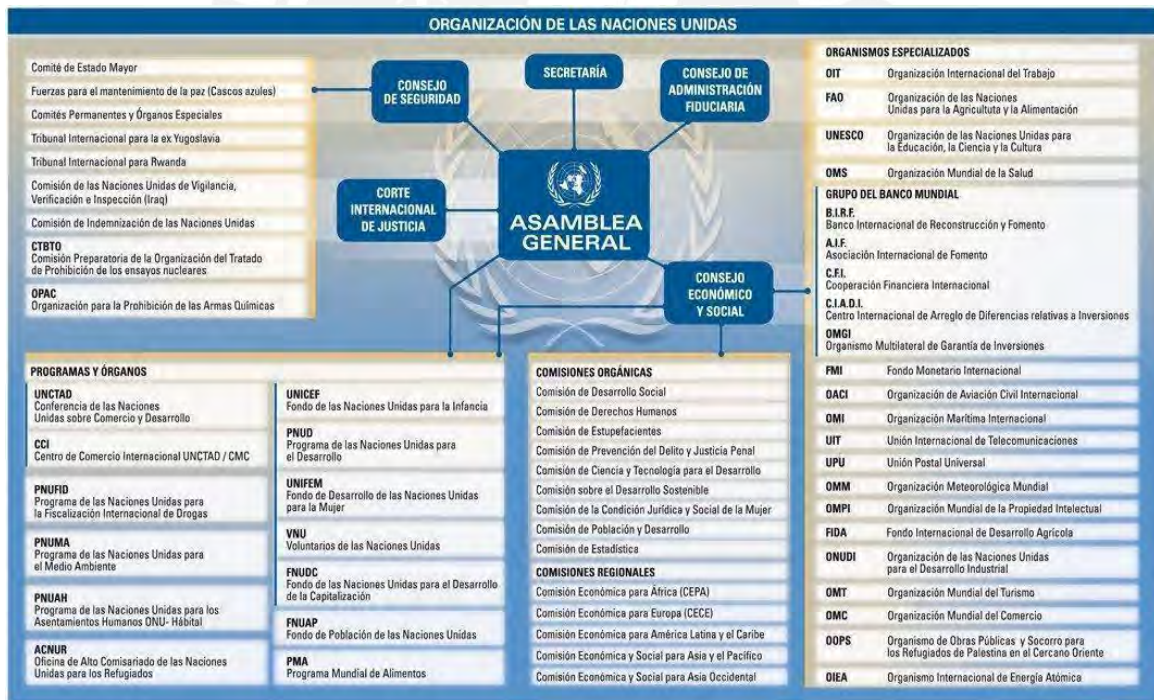 ORGANIZACIÓN DE LAS NACIONES UNIDAS
Comité de Estado Mayor
Fuerzas para el mantenimiento de la paz (Cascos azules)
Comités Permanentes y Órganos Especiales
Tribunal Internacional para la ex Yugoslavia
Tribunal Internacional para Rwanda
Comisión de las Naciones Unidas de Vigilancia,
Verificación e Inspección (Iraq)
Comisión de Indemnización de las Naciones Unidas
CTBTO
Comisión Preparatoria de la Organización del Tratado
de Prohibición de los ensayos nucleares
OPAC
Organización para la Prohibición de las Armas Químicas
CONSEJO
DE SEGURIDAD
SECRETARÍA
CONSEJO DE
ADMINISTRACIÓN
FIDUCIARIA
CORTE
INTERNACIONAL
DE JUSTICIA
ASAMBLEA
GENERAL
CONSEJO
ECONÓMICO
Y SOCIAL
ORGANISMOS ESPECIALIZADOS
OIT Organización Internacional del Trabajo
FAO Organización de las Naciones
Unidas para la Agricultuta y la Alimentación
UNESCO Organización de las Naciones Unidas para
la Educación, la Ciencia y la Cultura
OMS Organización Mundial de la Salud
GRUPO DEL BANCO MUNDIAL
B.I.R.F.
Banco Internacional de Reconstrucción y Fomento
A.I.F.
Asociación Internacional de Fomento
C.F.I.
Cooperación Financiera Internacional
C.I.A.D.I.
Centro Internacional de Arreglo de Diferencias relativas a Inversiones
OMGI
Organismo Multilateral de Garantía de Inversiones
FMI Fondo Monetario Internacional
OACI Organización de Aviación Civil Internacional
OMI Organización Marítima Internacional
UIT Unión Internacional de Telecomunicaciones
UPU Unión Postal Universal
OMM Organización Meteorológica Mundial
OMPI Organización Mundial de la Propiedad Intelectual
FIDA Fondo Internacional de Desarrollo Agrícola
ONUDI Organización de las Naciones Unidas
para el Desarrollo Industrial
OMT Organización Mundial del Turismo
OMC Organización Mundial del Comercio
OOPS Organismo de Obras Públicas y Socorro para
los Refugiados de Palestina en el Cercano Oriente
OIEA Organismo Internacional de Energía Atómica
PROGRAMAS Y ÓRGANOS
UNCTAD
Conferencia de las Naciones
Unidas sobre Comercio y Desarrollo
CCI
Centro de Comercio Internacional UNCTAD / CMC
PNUFID
Programa de las Naciones Unidas para
la Fiscalización Internacional de Drogas
PNUMA
Programa de las Naciones Unidas para
el Medio Ambiente
PNUAH
Programa de las Naciones Unidas para los
Asentamientos Humanos ONU- Hábital
ACNUR
Oficina de Alto Comisariado de las Naciones
Unidas para los Refugiados
UNICEF
Fondo de las Naciones Unidas para la Infancia
PNUD
Programa de las Naciones Unidas para
el Desarrollo
UNIFEM
Fondo de Desarrollo de las Naciones Unidas
para la Mujer
VNU
Voluntarios de las Naciones Unidas
FNUDC
Fondo de las Naciones Unidas para el Desarrollo
de la Capitalización
FNUAP
Fondo de Población de las Naciones Unidas
PMA
Programa Mundial de Alimentos
COMISIONES ORGÁNICAS
Comisión de Desarrollo Social
Comisión de Derechos Humanos
Comisión de Estupefacientes
Comisión de Prevención del Delito y Justicia Penal
Comisión de Ciencia y Tecnología para el Desarrollo
Comisión sobre el Desarrollo Sostenible
Comisión de la Condición Jurídica y Social de la Mujer
Comisión de Población y Desarrollo
Comisión de Estadística
COMISIONES REGIONALES
Comisión Económica para África (CEPA)
Comisión Económica para Europa (CECE)
Comisión Económica para América Latina y el Caribe
Comisión Económica y Social para Asia y el Pacífico
Comisión Económica y Social para Asia Occidental